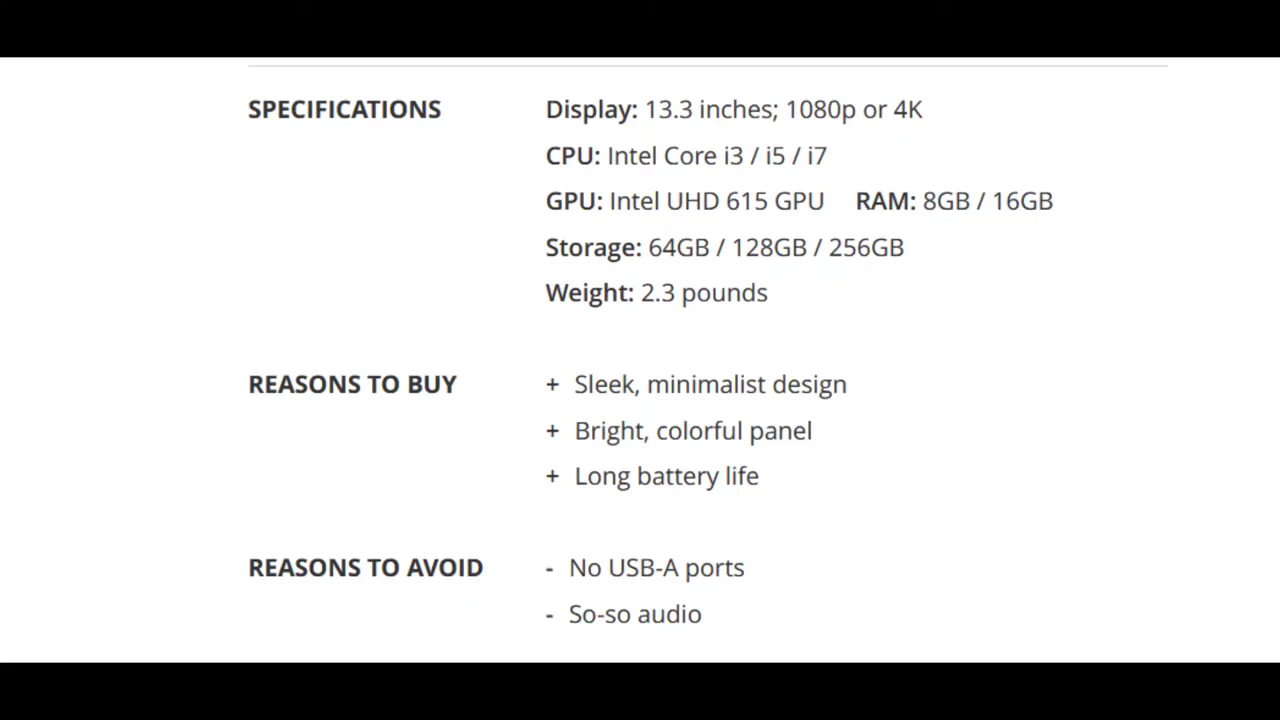 SPECIFICATIONS Display: 13.3 inches; 1080p or 4K
CPU: Intel Core i3 / i5 / i7
GPU: Intel UHD 615 GPU RAM: 8GB / 16GB
Storage: 64GB / 128GB / 256GB
Weight: 2.3 pounds
REASONS TO BUY + Sleek, minimalist design
+ Bright, colorful panel
+ Long battery life
REASONS TO AVOID - No USB-A ports
- So-so audio